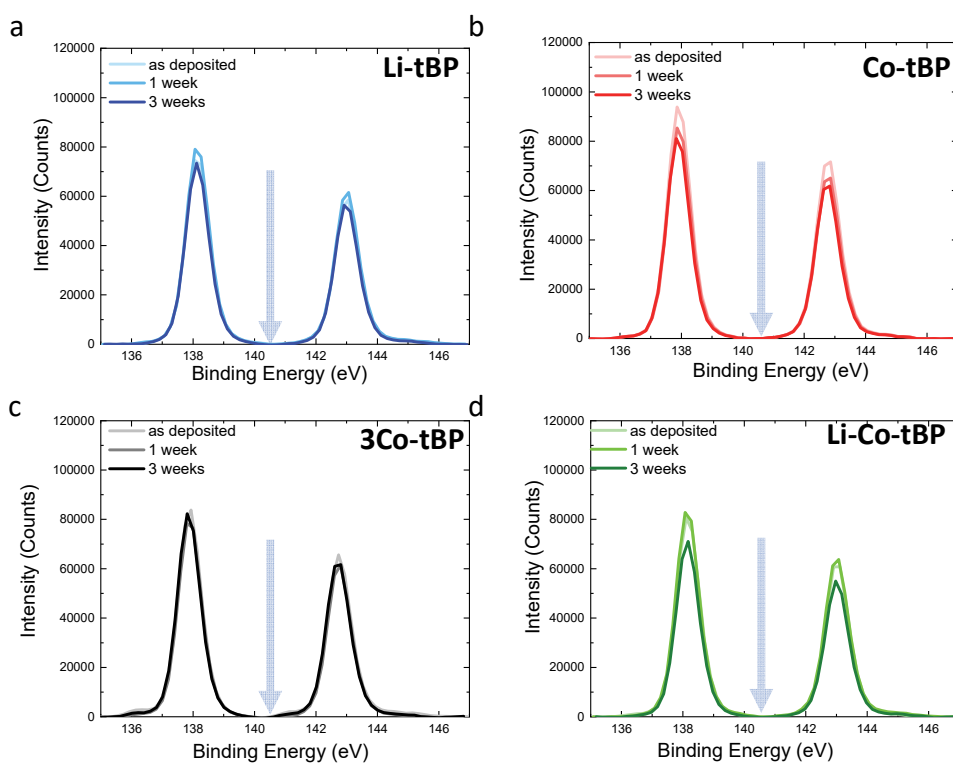 a
Li-tBP
as deposited
1 week
3 weeks
120000
100000
80000
60000
40000
20000
0
136 138 140 142 144 146
Intensity (Counts)
Binding Energy (eV)
b
Co-tBP
as deposited
1 week
3 weeks
120000
100000
80000
60000
40000
20000
0
136 138 140 142 144 146
Intensity (Counts)
Binding Energy (eV)
c
3Co-tBP
as deposited
1 week
3 weeks
120000
100000
80000
60000
40000
20000
0
136 138 140 142 144 146
Intensity (Counts)
Binding Energy (eV)
d
Li-Co-tBP
as deposited
1 week
3 weeks
120000
100000
80000
60000
40000
20000
0
136 138 140 142 144 146
Intensity (Counts)
Binding Energy (eV)